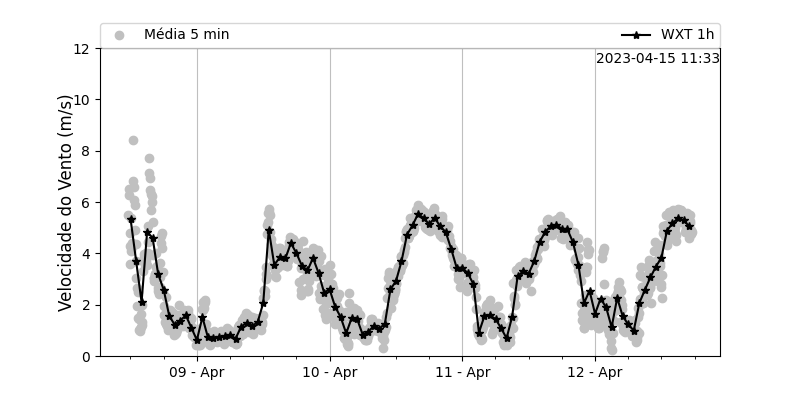 Média 5 min
WXT 1h
2023-04-15 11:33
Velocidade do Vento (m/s)
12
10
8
6
4
2
0
09 - Apr
10 - Apr
11 - Apr
12 - Apr